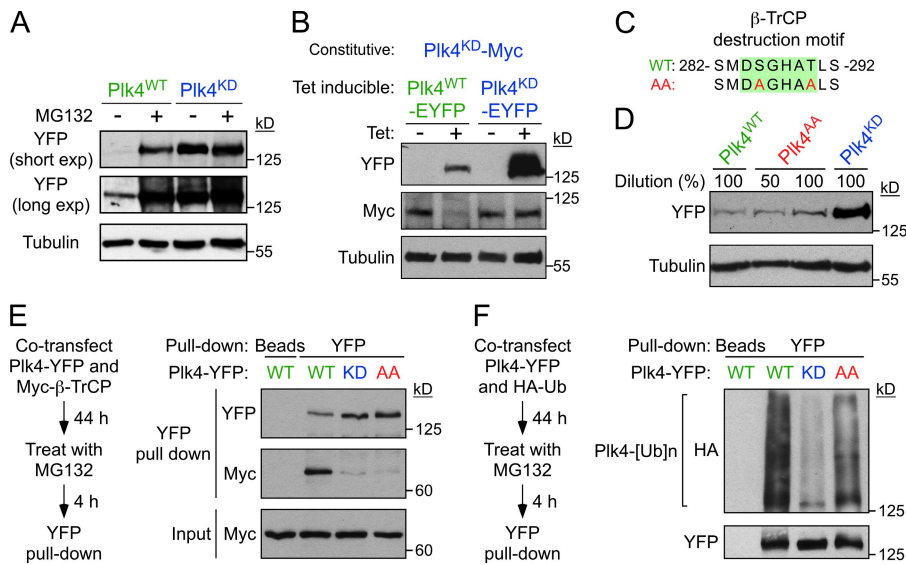 A
Plk4WT Plk4KD
MG132 - + - + kD
YFP
(short exp)
125
YFP
(long exp)
125
Tubulin
55
B
Constitutive: Plk4KD-Myc
Tet inducible: Plk4WT Plk4KD
-EYFP -EYFP
Tet: - + - + kD
YFP
125
125
Myc
Tubulin
55
C
β-TrCP
destruction motif
WT: 282- SMDSGHATLS -292
AA: SMDAGHAALS
D
Plk4WT Plk4AA Plk4KD
Dilution (%) 100 50 100 100 kD
YFP
125
Tubulin
55
E
Co-transfect
Plk4-YFP and
Myc-β-TrCP
44 h
Treat with
MG132
4 h
YFP
pull-down
Pull-down: Beads YFP
Plk4-YFP: WT WT KD AA
kD
YFP
pull down
YFP
125
Myc
60
Input Myc
60
F
Co-transfect
Plk4-YFP
and HA-Ub
44 h
Treat with
MG132
4 h
YFP
pull-down
Pull-down: Beads YFP
Plk4-YFP: WT WT KD AA
kD
Plk4-[Ub]n HA
125
YFP
125